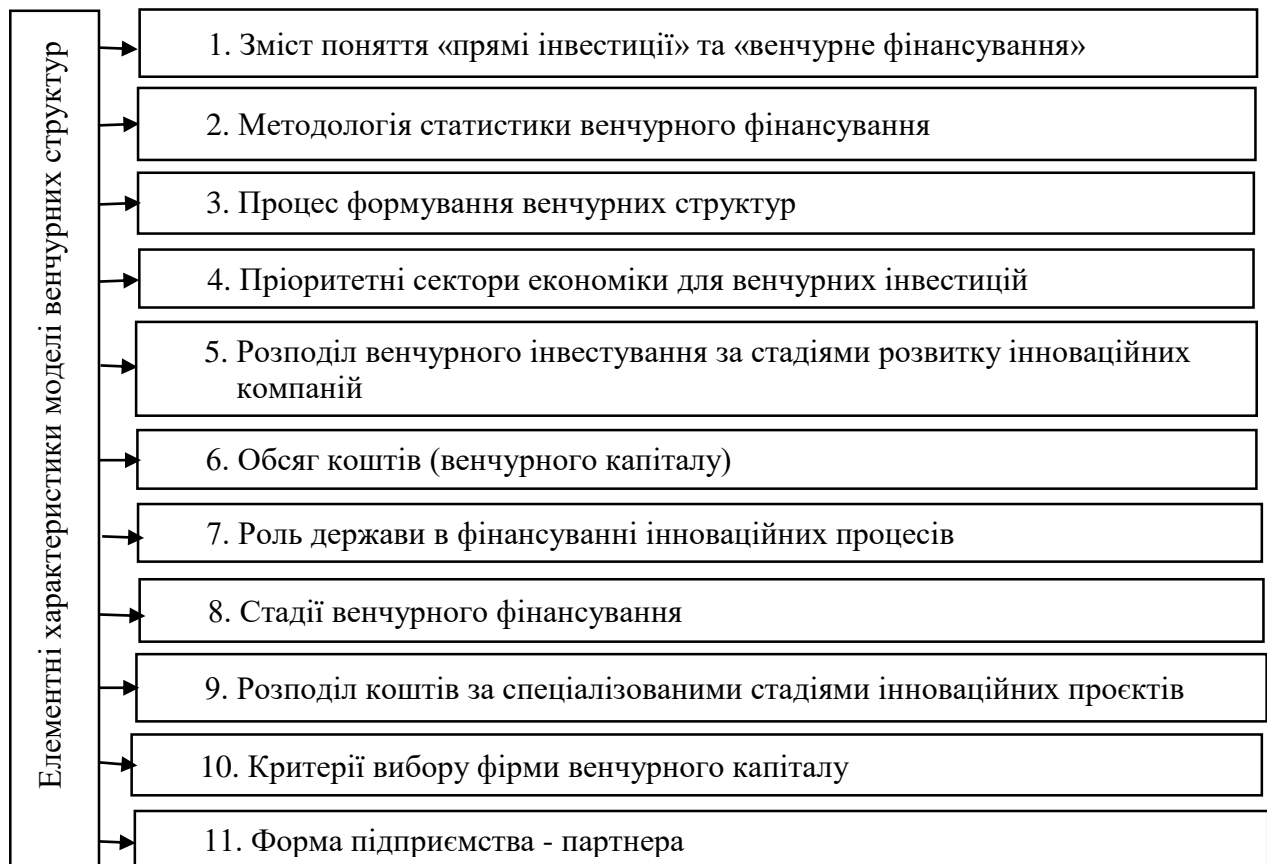 Елементні характеристики моделі венчурних структур
1. Зміст поняття «прямі інвестиції» та «венчурне фінансування»
2. Методологія статистики венчурного фінансування
3. Процес формування венчурних структур
4. Пріоритетні сектори економіки для венчурних інвестицій
5. Розподіл венчурного інвестування за стадіями розвитку інноваційних
компаній
6. Обсяг коштів (венчурного капіталу)
7. Роль держави в фінансуванні інноваційних процесів
8. Стадії венчурного фінансування
9. Розподіл коштів за спеціалізованими стадіями інноваційних проєктів
10. Критерії вибору фірми венчурного капіталу
11. Форма підприємства - партнера